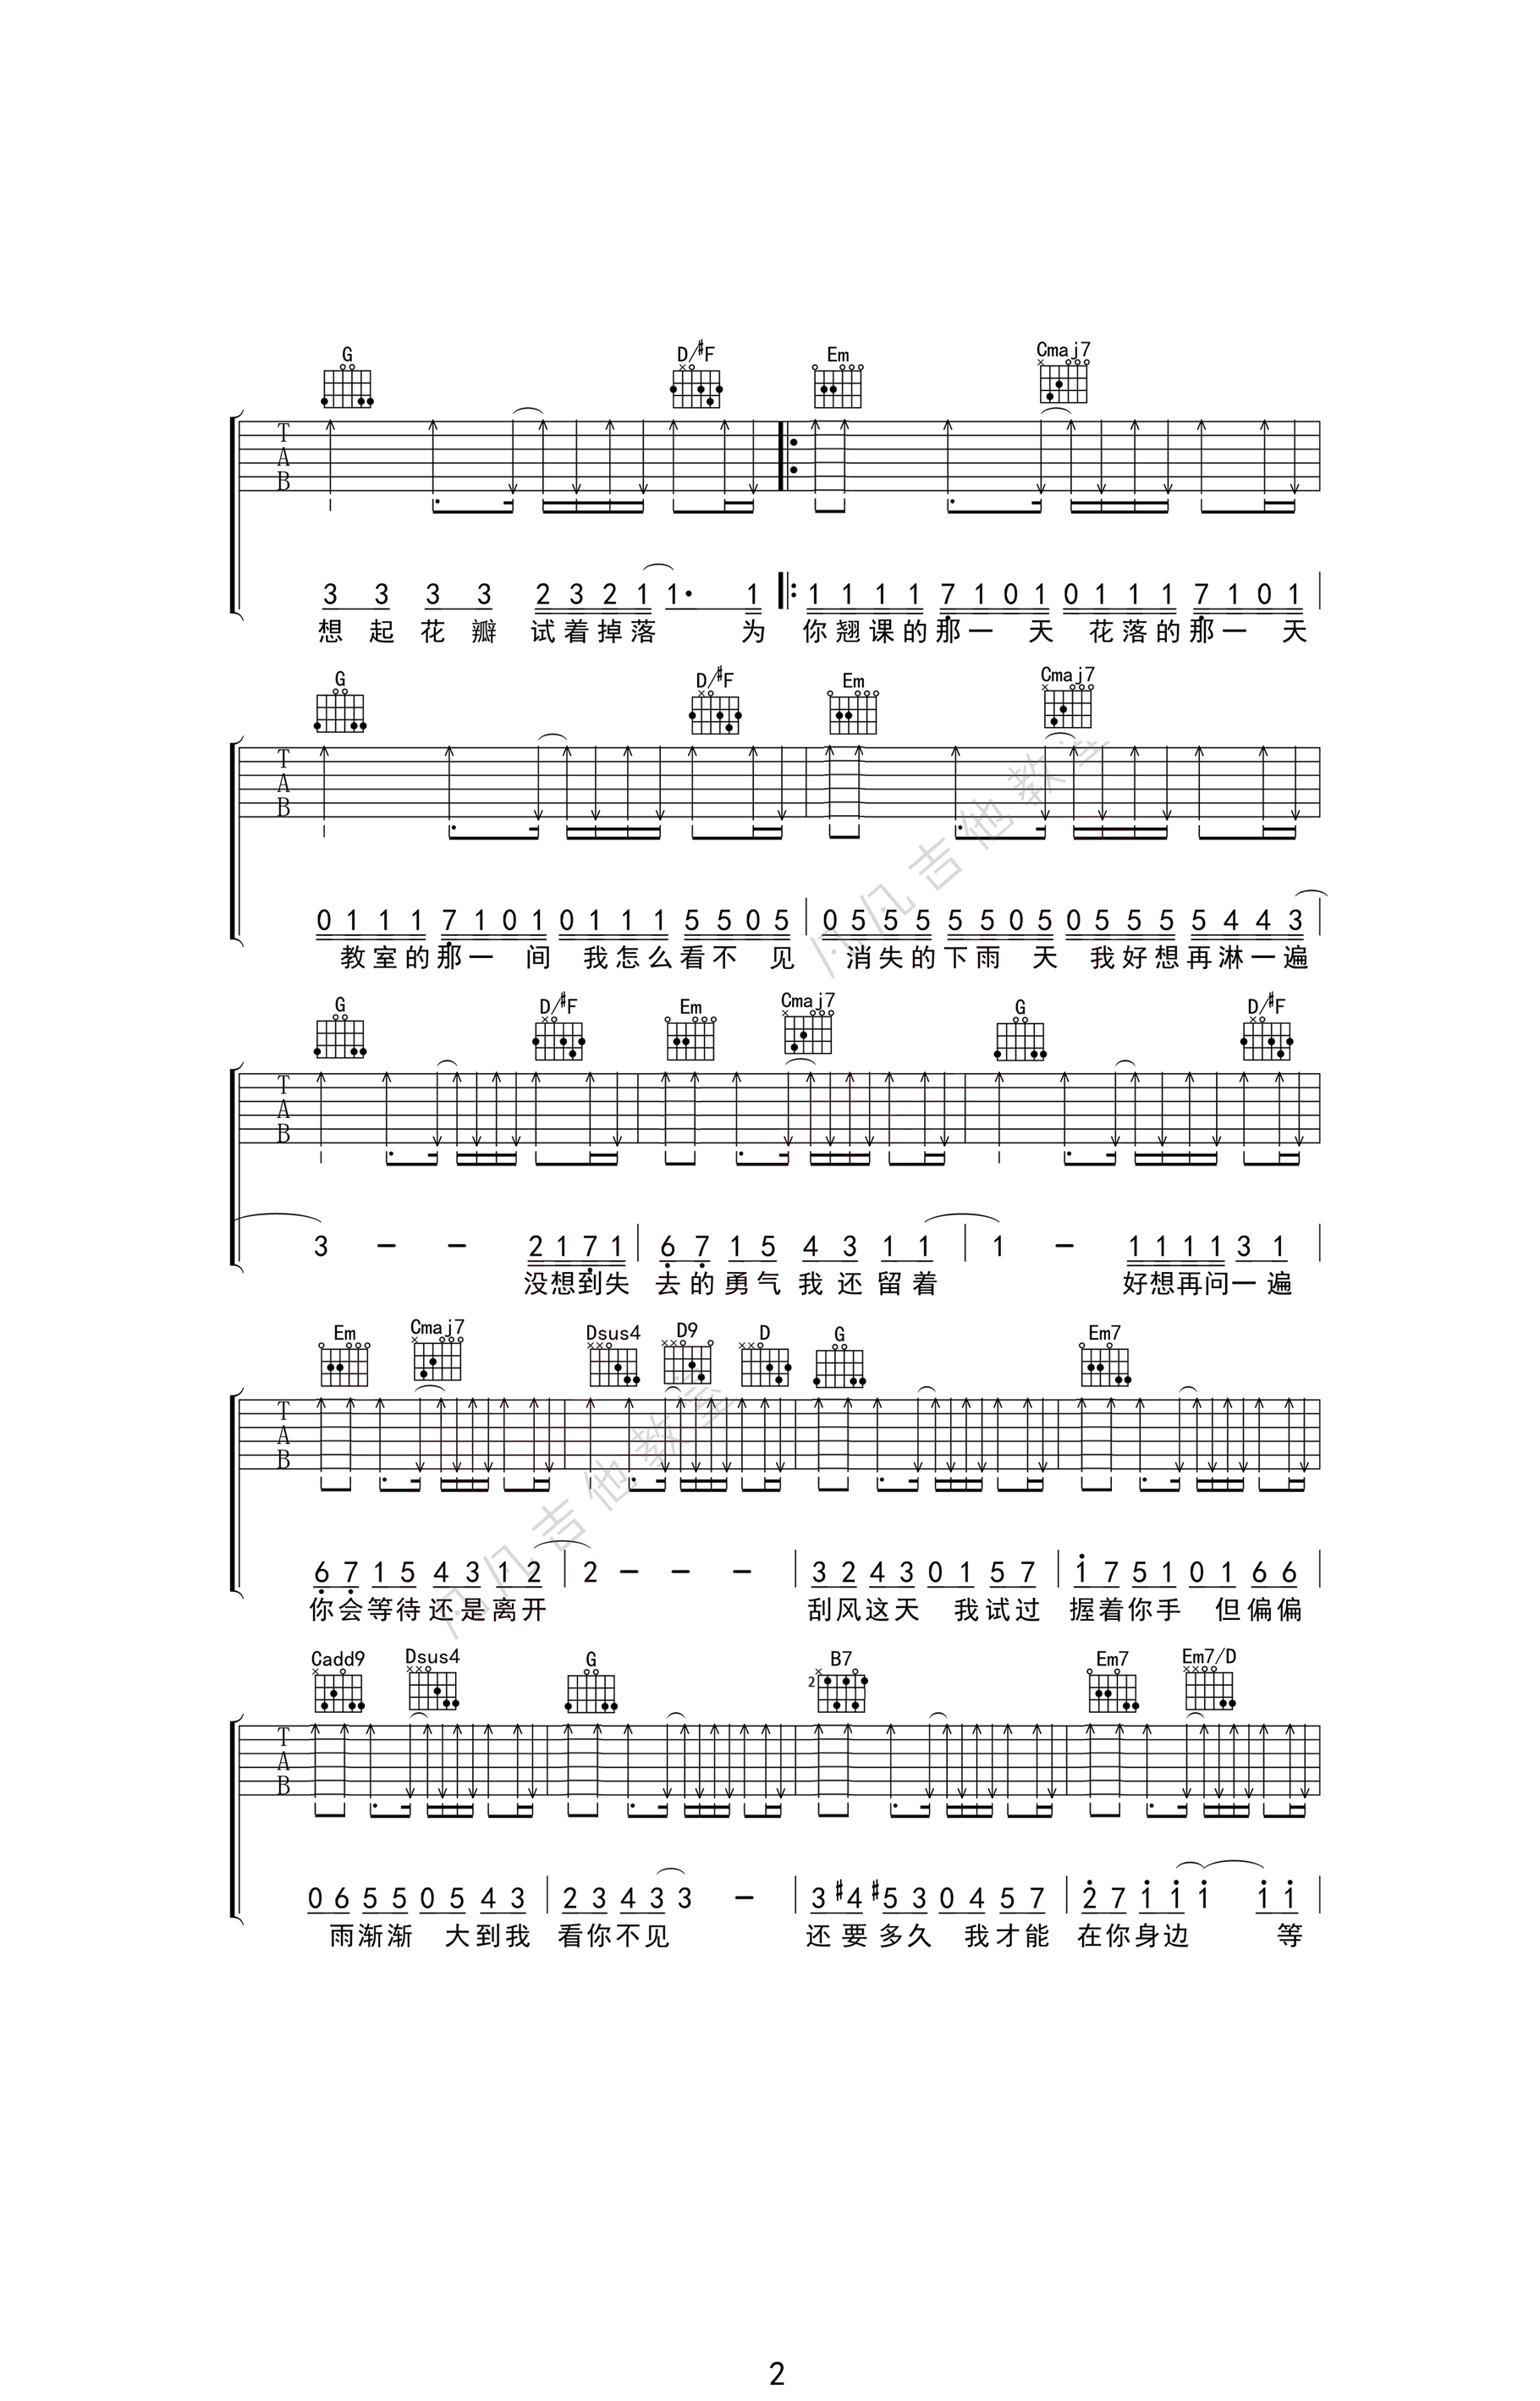 G D/#F Em Cmaj7
T A B
3 3 3 3 2 3 2 1 1· 1 1 1 1 1 7 1 0 1 0 1 1 1 7 1 0 1
想起花瓣 试着掉落 为 你翘课的那一 天 花落的那一 天
G D/#F Em Cmaj7
T A B
0 1 1 1 7 1 0 1 0 1 1 1 5 5 0 5 0 5 5 5 5 5 0 5 0 5 5 5 5 4 4 3
教室的那一 间 我怎么看不 见 消失的下雨 天 我好想再淋一遍
凡凡吉他教室
G D/#F Em Cmaj7 G D/#F
T A B
3 – – 2 1 7 1 6 7 1 5 4 3 1 1 1 – 1 1 1 1 3 1
没想到失 去的勇气我还留着 好想再问一遍
Em Cmaj7 Dsus4 D9 D G Em7
T A B
6 7 1 5 4 3 1 2 2 – – – 3 2 4 3 0 1 5 7 1 7 5 1 0 1 6 6
你会等待还是离开 刮风这天 我试过 握着你手 但偏偏
凡凡吉他教室
Cadd9 Dsus4 G B7 Em7 Em7/D
2
T A B
0 6 5 5 0 5 4 3 2 3 4 3 3 – 3 #4 #5 3 0 4 5 7 2 7 1 1 1 1 1
雨渐渐 大到我 看你不见 还要多久 我才能 在你身边 等
2